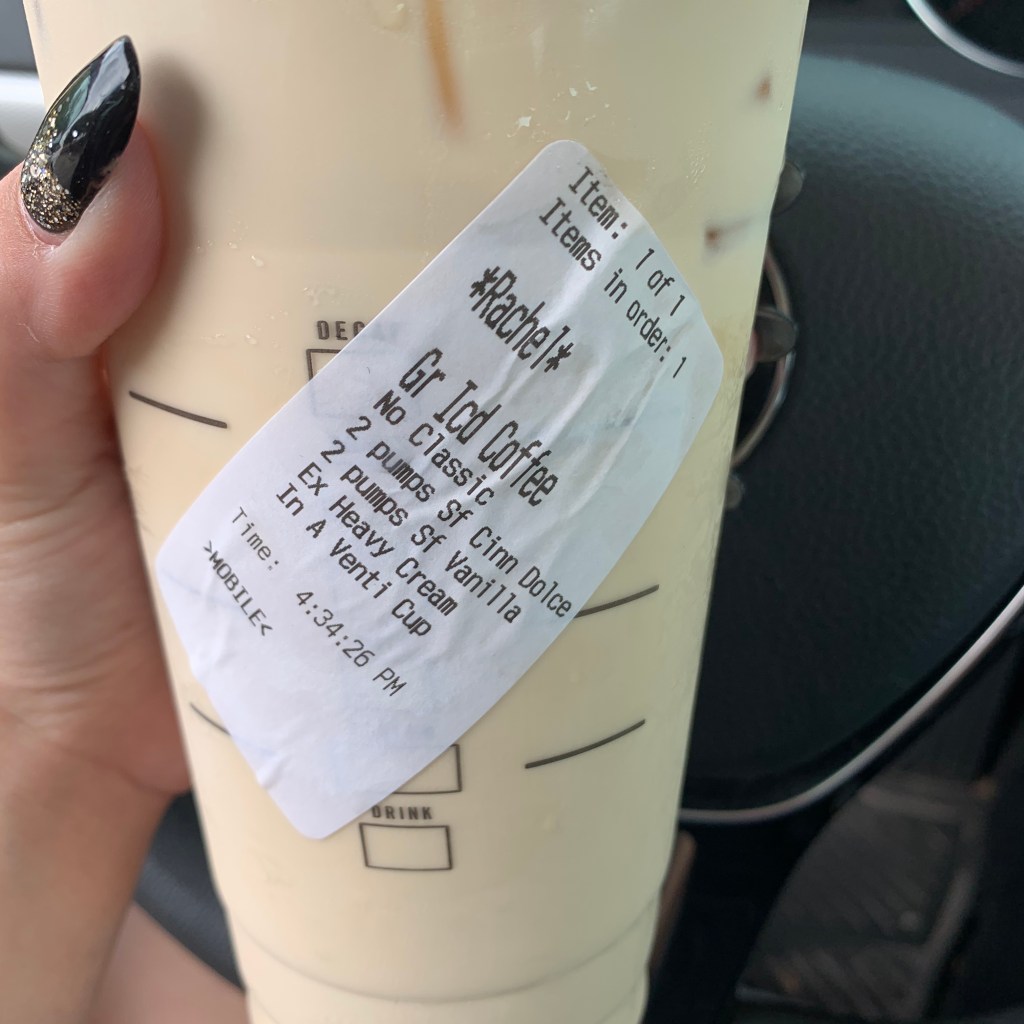 Item: 1 of 1
Items in order: 1
*Rachel*
Gr Icd Coffee
No Classic
2 pumps Sf Cinn Dolce
2 pumps Sf Vanilla
Ex Heavy Cream
In A Venti Cup
Time: 4:34:26 PM
>MOBILE<
DECAF
DRINK